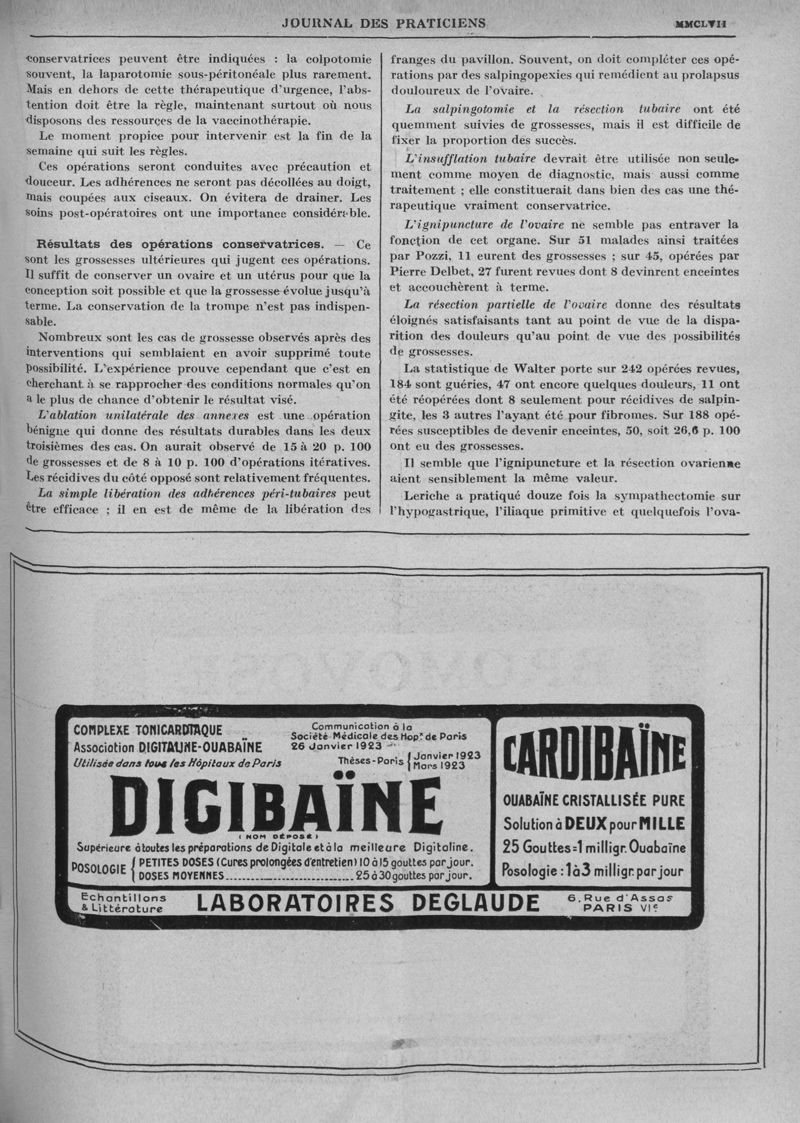 JOURNAL DES PRATICIENS
MMCLVII
conservatrices peuvent être indiquées : la colpotomie
souvent, la laparotomie sous-péritonéale plus rarement.
Mais en dehors de cette thérapeutique d'urgence, l'abs-
tention doit être la règle, maintenant surtout où nous
disposons des ressources de la vaccinothérapie.
Le moment propice pour intervenir est la fin de la
semaine qui suit les règles.
Ces opérations seront conduites avec précaution et
douceur. Les adhérences ne seront pas décollées au doigt,
mais coupées aux ciseaux. On évitera de drainer. Les
soins post-opératoires ont une importance considérable.
Résultats des opérations conservatrices. — Ce
sont les grossesses ultérieures qui jugent ces opérations.
Il suffit de conserver un ovaire et un utérus pour que la
conception soit possible et que la grossesse évolue jusqu'à
terme. La conservation de la trompe n'est pas indispen-
sable.
Nombreux sont les cas de grossesse observés après des
interventions qui semblaient en avoir supprimé toute
possibilité. L'expérience prouve cependant que c'est en
cherchant à se rapprocher des conditions normales qu'on
a le plus de chance d'obtenir le résultat visé.
L'ablation unilatérale des annexes est une opération
bénigne qui donne des résultats durables dans les deux
troisièmes des cas. On aurait observé de 15 à 20 p. 100
de grossesses et de 8 à 10 p. 100 d'opérations itératives.
Les récidives du côté opposé sont relativement fréquentes.
La simple libération des adhérences péri-tubaires peut
être efficace ; il en est de même de la libération des
franges du pavillon. Souvent, on doit compléter ces opé-
rations par des salpingopexies qui remédient au prolapsus
douloureux de l'ovaire.
La salpingotomie et la résection tubaire ont été
quemment suivies de grossesses, mais il est difficile de
fixer la proportion des succès.
L'insufflation tubaire devrait être utilisée non seule-
ment comme moyen de diagnostic, mais aussi comme
traitement ; elle constituerait dans bien des cas une thé-
rapeutique vraiment conservatrice.
L'ignipuncture de l'ovaire ne semble pas entraver la
fonction de cet organe. Sur 51 malades ainsi traitées
par Pozzi, 11 eurent des grossesses ; sur 45, opérées par
Pierre Delbet, 27 furent revues dont 8 devinrent enceintes
et accouchèrent à terme.
La résection partielle de l'ovaire donne des résultats
éloignés satisfaisants tant au point de vue de la dispa-
rition des douleurs qu'au point de vue des possibilités
de grossesses.
La statistique de Walter porte sur 242 opérées revues,
184 sont guéries, 47 ont encore quelques douleurs, 11 ont
été réopérées dont 8 seulement pour récidives de salpin-
gite, les 3 autres l'ayant été pour fibromes. Sur 188 opé-
rées susceptibles de devenir enceintes, 50, soit 26,6 p. 100
ont eu des grossesses.
Il semble que l'ignipuncture et la résection ovarienne
aient sensiblement la même valeur.
Leriche a pratiqué douze fois la sympathectomie sur
l'hypogastrique, l'iliaque primitive et quelquefois l'ova-
COMPLEXE TONICARDIAQUE
Association DIGITALINE-OUABAÏNE
Utilisée dans tous les Hôpitaux de Paris
Communication à la
Société Médicale des Hop.x de Paris
26 Janvier 1923
Thèses-Paris { Janvier 1923
Mars 1923
DIGIBAÏNE
( NOM DÉPOSÉ )
Supérieure à toutes les préparations de Digitale et à la meilleure Digitaline.
POSOLOGIE { PETITES DOSES (Cures prolongées d'entretien) 10 à 15 gouttes par jour.
DOSES MOYENNES..............................25 à 30 gouttes par jour.
CARDIBAÏNE
OUABAÏNE CRISTALLISÉE PURE
Solution à DEUX pour MILLE
25 Gouttes = 1 milligr. Ouabaïne
Posologie : 1 à 3 milligr. par jour
Echantillons
& Littérature
LABORATOIRES DEGLAUDE
6, Rue d'Assas
PARIS VIe